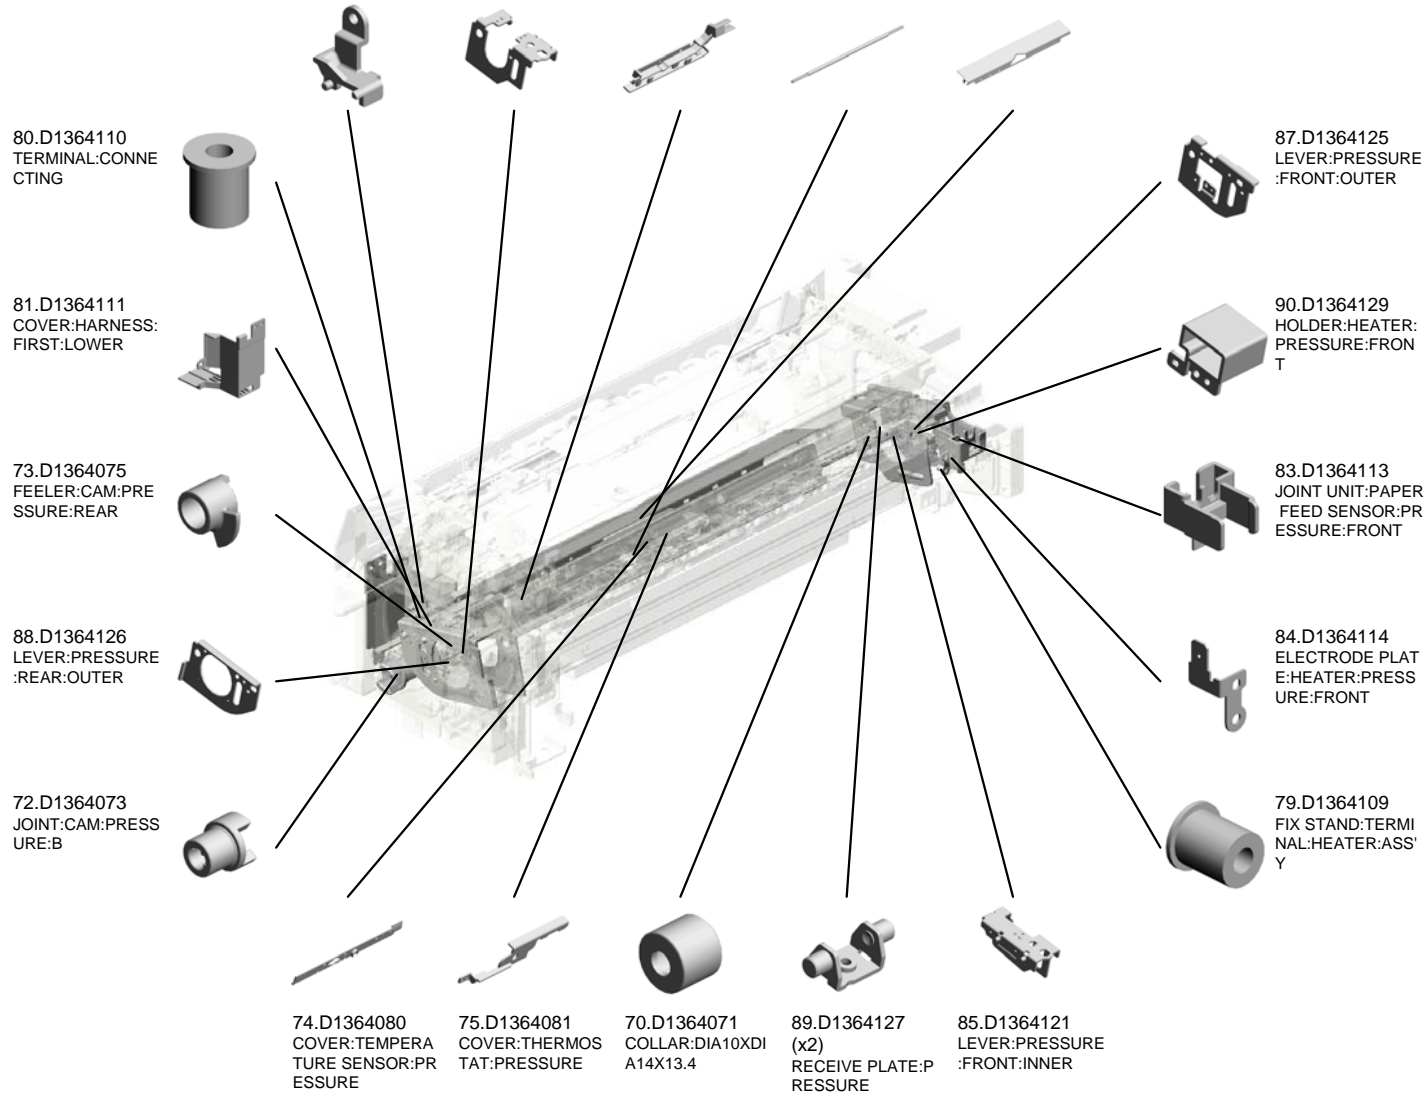 80.D1364110
TERMINAL:CONNE
CTING
81.D1364111
COVER:HARNESS:
FIRST:LOWER
73.D1364075
FEELER:CAM:PRE
SSURE:REAR
88.D1364126
LEVER:PRESSURE
:REAR:OUTER
72.D1364073
JOINT:CAM:PRESS
URE:B
87.D1364125
LEVER:PRESSURE
:FRONT:OUTER
90.D1364129
HOLDER:HEATER:
PRESSURE:FRON
T
83.D1364113
JOINT UNIT:PAPER
FEED SENSOR:PR
ESSURE:FRONT
84.D1364114
ELECTRODE PLAT
E:HEATER:PRESS
URE:FRONT
79.D1364109
FIX STAND:TERMI
NAL:HEATER:ASS'
Y
74.D1364080
COVER:TEMPERA
TURE SENSOR:PR
ESSURE
75.D1364081
COVER:THERMOS
TAT:PRESSURE
70.D1364071
COLLAR:DIA10XDI
A14X13.4
89.D1364127
(x2)
RECEIVE PLATE:P
RESSURE
85.D1364121
LEVER:PRESSURE
:FRONT:INNER